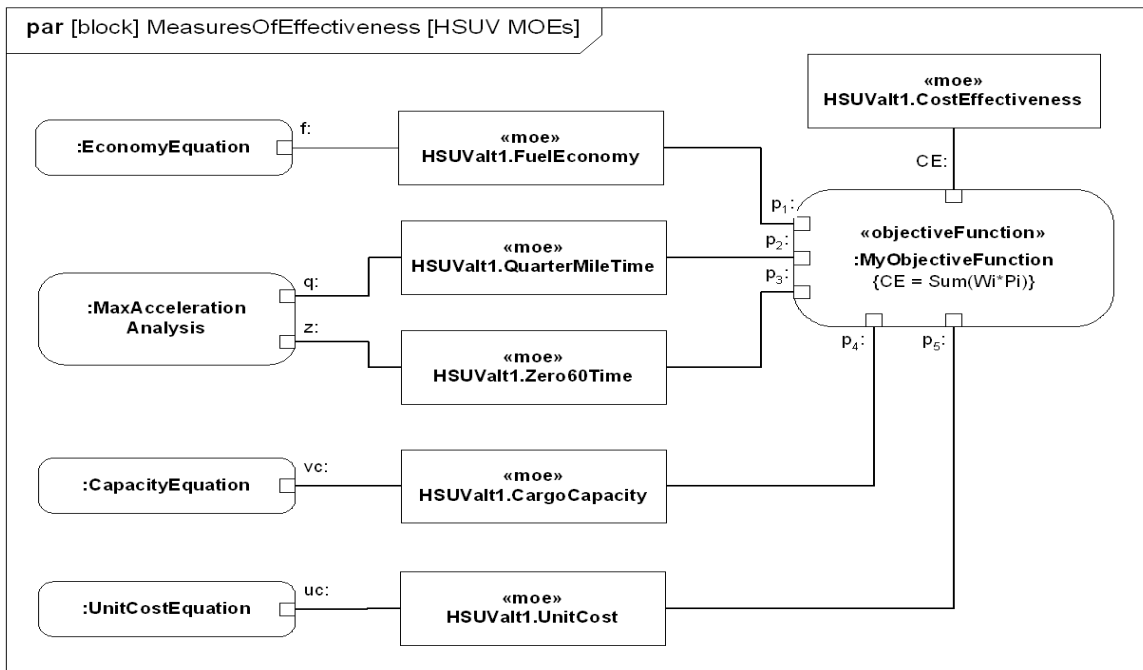 par [block] MeasuresOfEffectiveness [HSUV MOEs]
«moe»
HSUValt1.CostEffectiveness
CE:
f:
:EconomyEquation
«moe»
HSUValt1.FuelEconomy
p1:
p2:
p3:
«objectiveFunction»
:MyObjectiveFunction
{CE = Sum(Wi*Pi)}
p4:
p5:
q:
:MaxAcceleration
Analysis
z:
«moe»
HSUValt1.QuarterMileTime
«moe»
HSUValt1.Zero60Time
vc:
:CapacityEquation
«moe»
HSUValt1.CargoCapacity
uc:
:UnitCostEquation
«moe»
HSUValt1.UnitCost